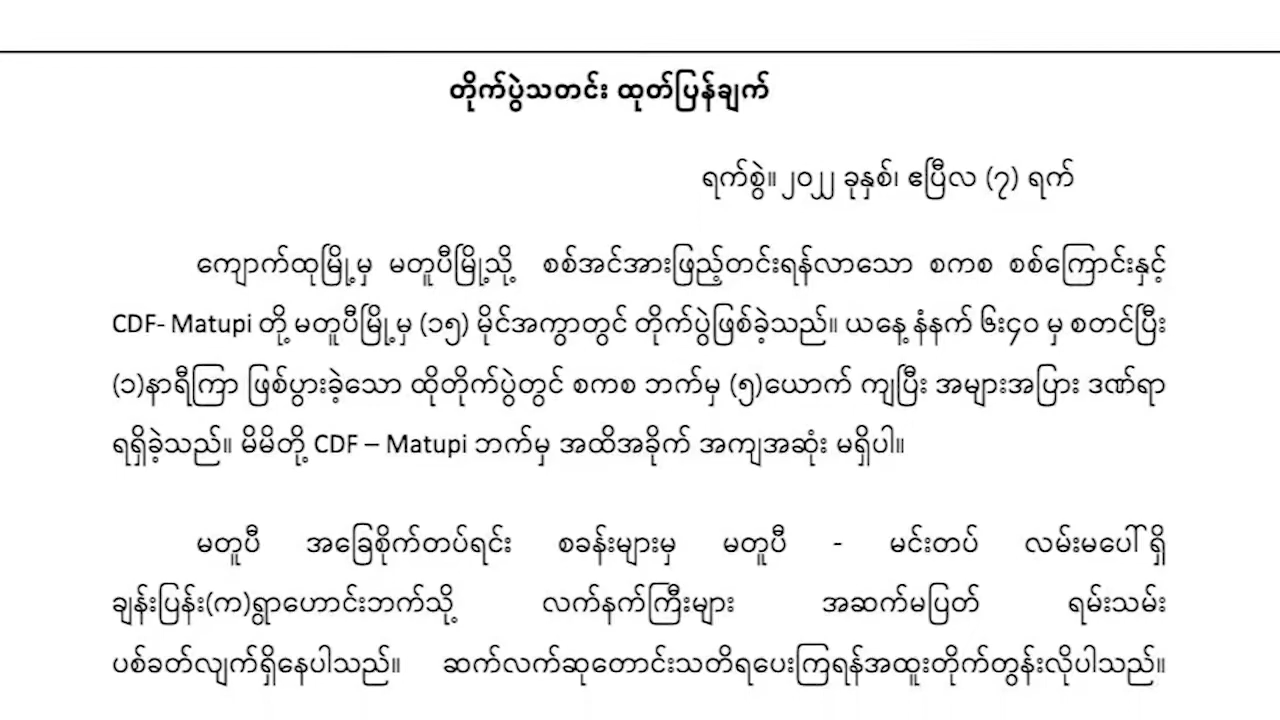 တိုက်ပွဲသတင်း ထုတ်ပြန်ချက်
ရက်စွဲ။ ၂၀၂၂ ခုနှစ်၊ ဧပြီလ (၇) ရက်
ကျောက်ထုမြို့မှ မတူပီမြို့သို့ စစ်အင်အားဖြည့်တင်းရန်လာသော စကစ စစ်ကြောင်းနှင့်
CDF- Matupi တို့ မတူပီမြို့မှ (၁၅) မိုင်အကွာတွင် တိုက်ပွဲဖြစ်ခဲ့သည်။ ယနေ့ နံနက် ၆း၄၀ မှ စတင်ပြီး
(၁)နာရီကြာ ဖြစ်ပွားခဲ့သော ထိုတိုက်ပွဲတွင် စကစ ဘက်မှ (၅)ယောက် ကျပြီး အများအပြား ဒဏ်ရာ
ရရှိခဲ့သည်။ မိမိတို့ CDF – Matupi ဘက်မှ အထိအခိုက် အကျအဆုံး မရှိပါ။
မတူပီ အခြေစိုက်တပ်ရင်း စခန်းများမှ မတူပီ - မင်းတပ် လမ်းမပေါ်ရှိ
ချန်းပြန်း(က)ရွာဟောင်းဘက်သို့ လက်နက်ကြီးများ အဆက်မပြတ် ရမ်းသမ်း
ပစ်ခတ်လျက်ရှိနေပါသည်။ ဆက်လက်ဆုတောင်းသတိရပေးကြရန်အထူးတိုက်တွန်းလိုပါသည်။